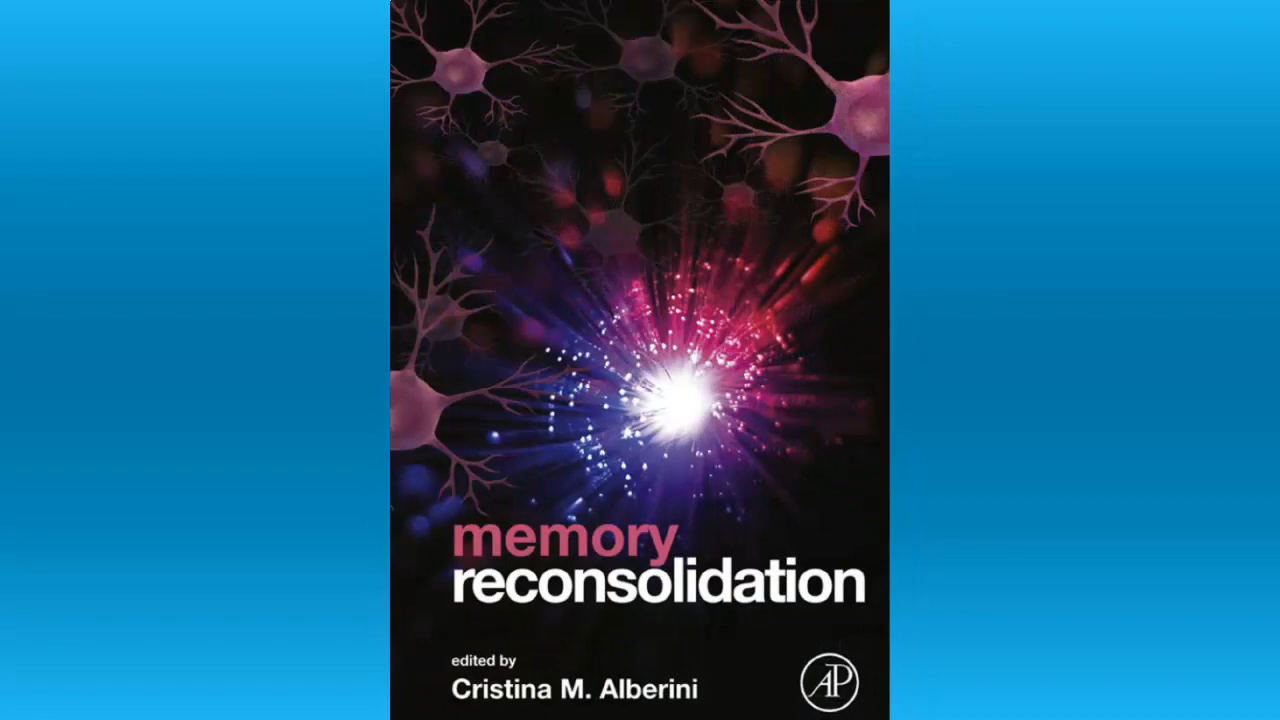 memory
reconsolidation
edited by
Cristina M. Alberini
AP